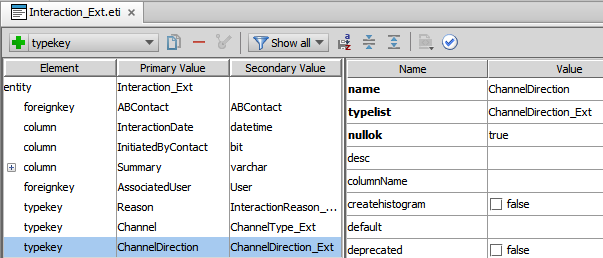 Interaction_Ext.eti
typekey Show all
Element Primary Value Secondary Value
entity Interaction_Ext
foreignkey ABContact ABContact
column InteractionDate datetime
column InitiatedByContact bit
column Summary varchar
foreignkey AssociatedUser User
typekey Reason InteractionReason_...
typekey Channel ChannelType_Ext
typekey ChannelDirection ChannelDirection_Ext
Name Value
name ChannelDirection
typelist ChannelDirection_Ext
nullok true
desc
columnName
createhistogram false
default
deprecated false